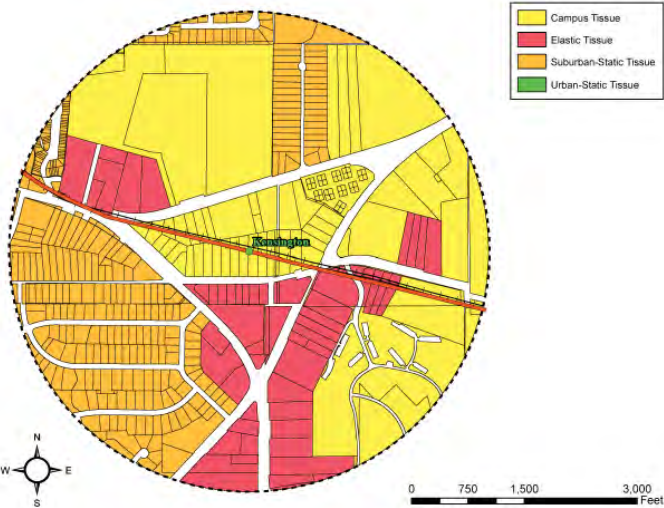 Campus Tissue
Elastic Tissue
Suburban-Static Tissue
Urban-Static Tissue
Kensington
N
W E
S
0 750 1,500 3,000
Feet